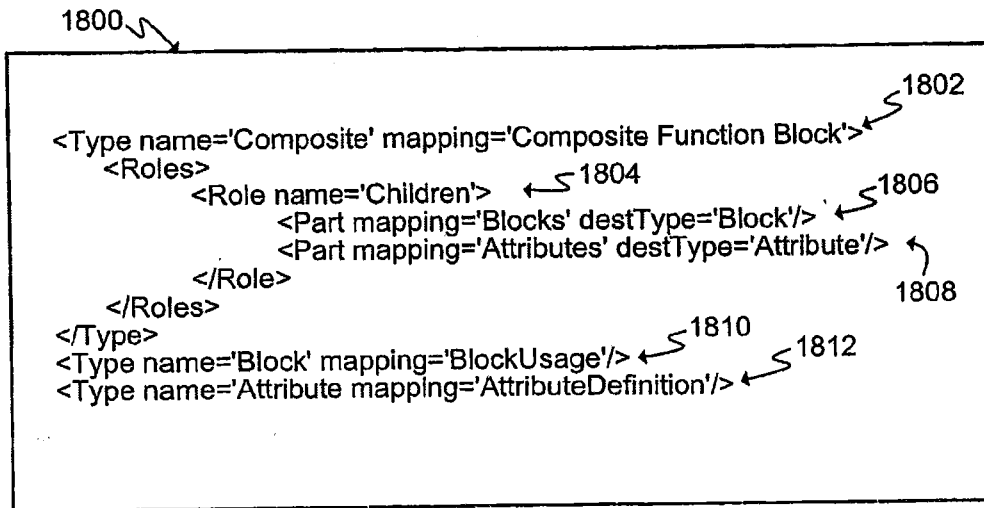 1800
1802
<Type name='Composite' mapping='Composite Function Block'>
<Roles>
<Role name='Children'> 1804
1806
<Part mapping='Blocks' destType='Block'/>
<Part mapping='Attributes' destType='Attribute'/>
</Role>
1808
</Roles>
</Type>
1810
<Type name='Block' mapping='BlockUsage'/>
1812
<Type name='Attribute mapping='AttributeDefinition'/>